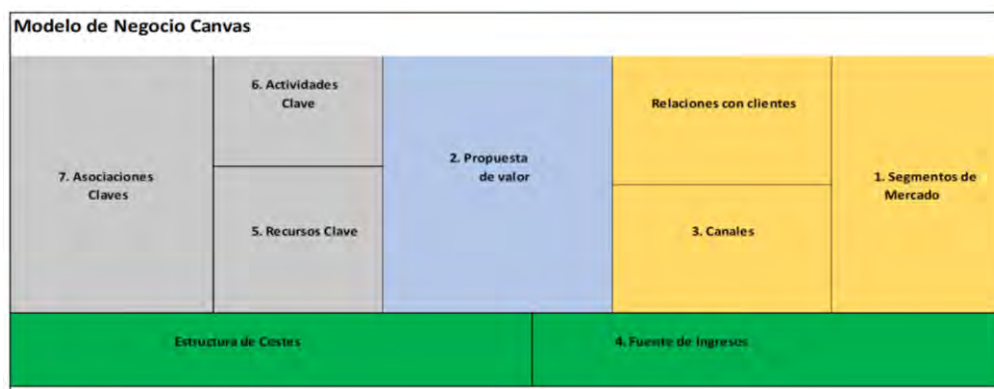 Modelo de Negocio Canvas
6. Actividades
Clave
Relaciones con clientes
2. Propuesta
de valor
7. Asociaciones
Claves
1. Segmentos de
Mercado
5. Recursos Clave
3. Canales
Estructura de Costes
4. Fuente de Ingresos